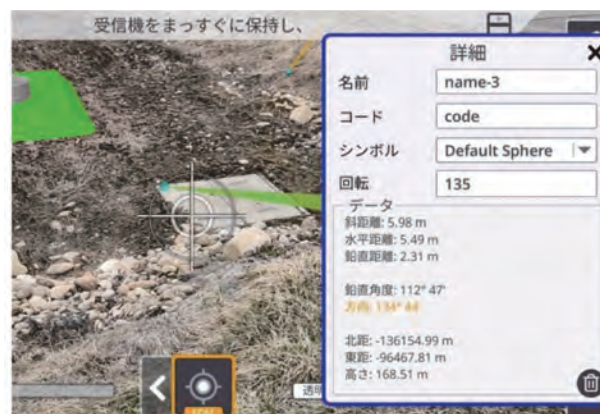 受信機をまっすぐに保持し、
詳細
名前
name-3
コード
code
シンボル
Default Sphere
回転
135
データ
斜距離: 5.98 m
水平距離: 5.49 m
鉛直距離: 2.31 m
鉛直角度: 112° 47'
方向: 134° 44'
北距: -136154.99 m
東距: -96467.81 m
高さ: 168.51 m
透明